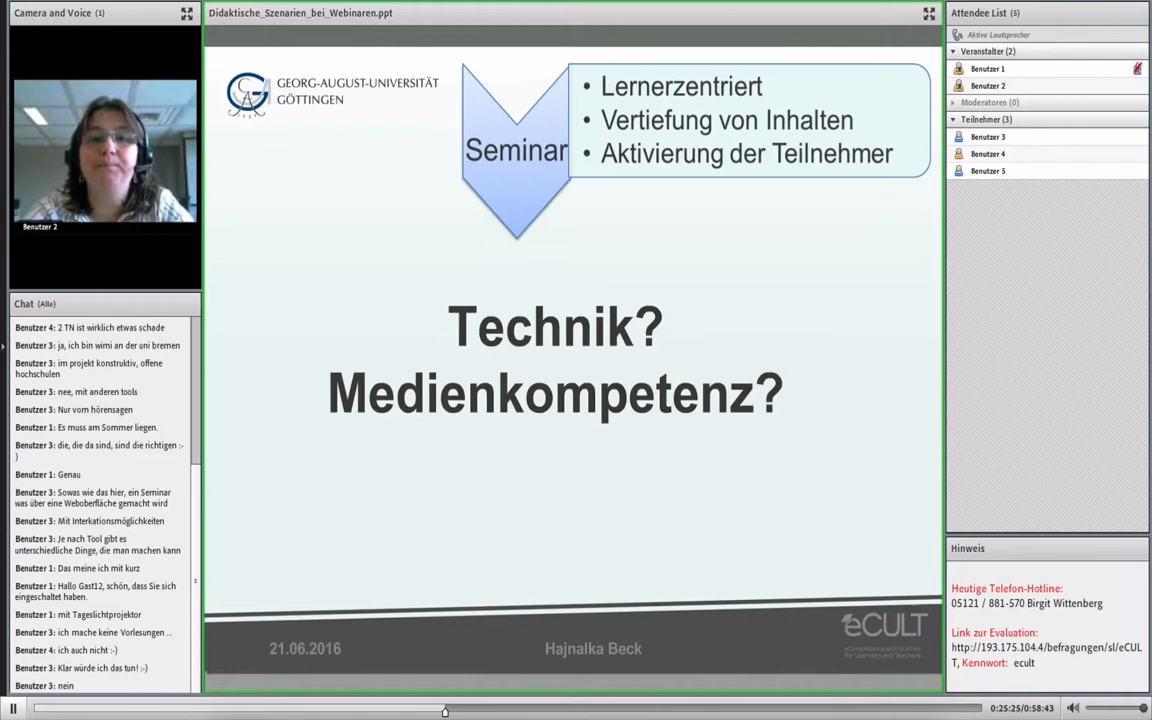 Camera and Voice (1)
Benutzer 2
Chat (Alle)
Benutzer 4: 2 TN ist wirklich etwas schade
Benutzer 3: ja, ich bin wimi an der uni bremen
Benutzer 3: im projekt konstruktiv, offene
hochschulen
Benutzer 3: nee, mit anderen tools
Benutzer 3: Nur vom hörensagen
Benutzer 1: Es muss am Sommer liegen.
Benutzer 3: die, die da sind, sind die richtigen :-
)
Benutzer 1: Genau
Benutzer 3: Sowas wie das hier, ein Seminar
was über eine Weboberfläche gemacht wird
Benutzer 3: Mit Interkationsmöglichkeiten
Benutzer 3: Je nach Tool gibt es
unterschiedliche Dinge, die man machen kann
Benutzer 1: Das meine ich mit kurz
Benutzer 1: Hallo Gast12, schön, dass Sie sich
eingeschaltet haben.
Benutzer 1: mit Tageslichtprojektor
Benutzer 3: ich mache keine Vorlesungen ...
Benutzer 4: ich auch nicht :-)
Benutzer 3: Klar würde ich das tun! :-)
Benutzer 3: nein
Didaktische_Szenarien_bei_Webinaren.ppt
GEORG-AUGUST-UNIVERSITÄT
GÖTTINGEN
Seminar
• Lernerzentriert
• Vertiefung von Inhalten
• Aktivierung der Teilnehmer
Technik?
Medienkompetenz?
21.06.2016
Hajnalka Beck
eCULT
Attendee List (5)
Aktive Lautsprecher
Veranstalter (2)
Benutzer 1
Benutzer 2
Moderatoren (0)
Teilnehmer (3)
Benutzer 3
Benutzer 4
Benutzer 5
Hinweis
Heutige Telefon-Hotline:
05121 / 881-570 Birgit Wittenberg
Link zur Evaluation:
http://193.175.104.4/befragungen/sl/eCUL
T, Kennwort: ecult
0:25:25/0:58:43